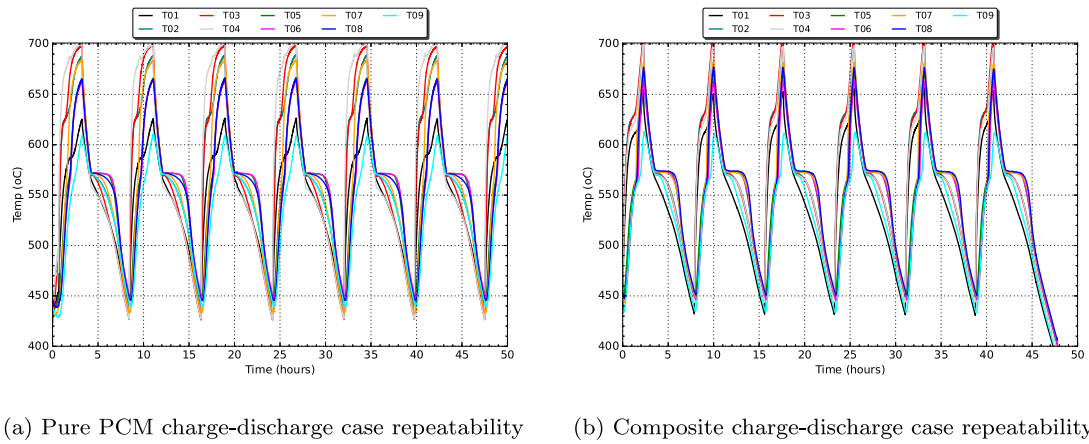 T01 T03 T05 T07 T09
T02 T04 T06 T08
700
650
600
550
500
450
400
Temp (oC)
0 5 10 15 20 25 30 35 40 45 50
Time (hours)
(a) Pure PCM charge-discharge case repeatability
T01 T03 T05 T07 T09
T02 T04 T06 T08
700
650
600
550
500
450
400
Temp (oC)
0 5 10 15 20 25 30 35 40 45 50
Time (hours)
(b) Composite charge-discharge case repeatability